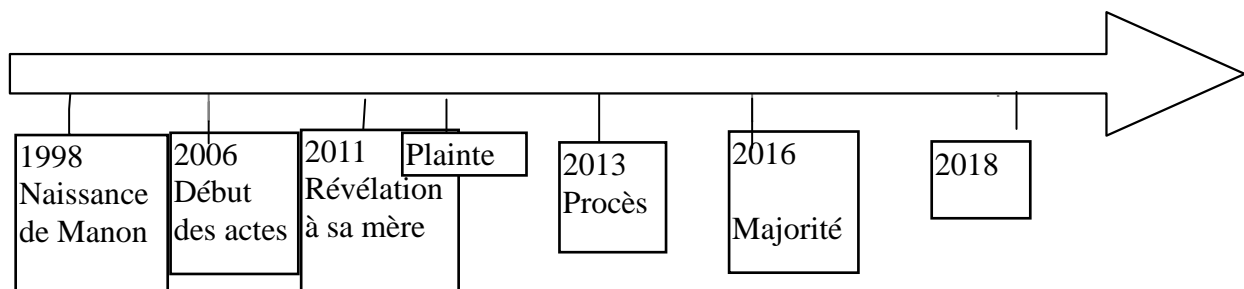 1998
Naissance
de Manon
2006
Début
des actes
2011
Révélation
à sa mère
Plainte
2013
Procès
2016
Majorité
2018